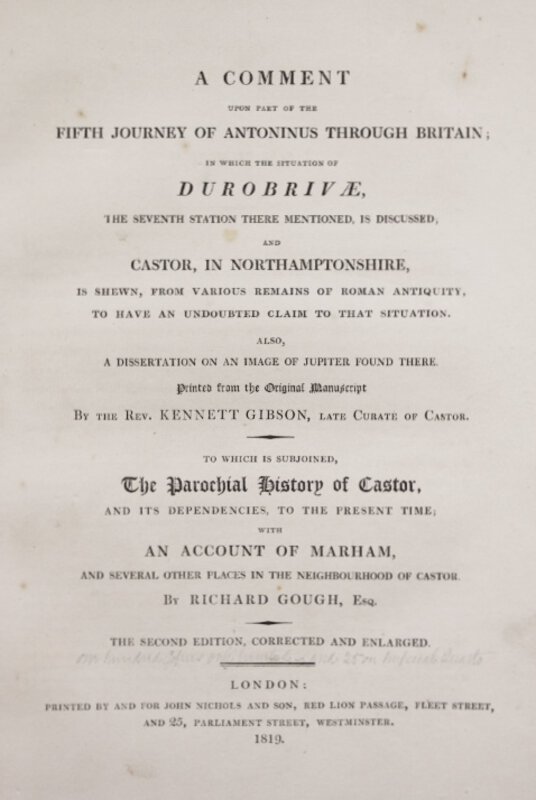 A COMMENT
UPON PART OF THE
FIFTH JOURNEY OF ANTONINUS THROUGH BRITAIN;
IN WHICH THE SITUATION OF
DUROBRIVÆ,
THE SEVENTH STATION THERE MENTIONED, IS DISCUSSED;
AND
CASTOR, IN NORTHAMPTONSHIRE,
IS SHEWN, FROM VARIOUS REMAINS OF ROMAN ANTIQUITY,
TO HAVE AN UNDOUBTED CLAIM TO THAT SITUATION.
ALSO,
A DISSERTATION ON AN IMAGE OF JUPITER FOUND THERE.
Printed from the Original Manuscript
BY THE REV. KENNETT GIBSON, LATE CURATE OF CASTOR.
TO WHICH IS SUBJOINED,
The Parochial History of Castor,
AND ITS DEPENDENCIES, TO THE PRESENT TIME;
WITH
AN ACCOUNT OF MARHAM,
AND SEVERAL OTHER PLACES IN THE NEIGHBOURHOOD OF CASTOR.
BY RICHARD GOUGH, ESQ.
THE SECOND EDITION, CORRECTED AND ENLARGED.
one hundred and 25 on
LONDON:
PRINTED BY AND FOR JOHN NICHOLS AND SON, RED LION PASSAGE, FLEET STREET,
AND 25, PARLIAMENT STREET, WESTMINSTER.
1819.